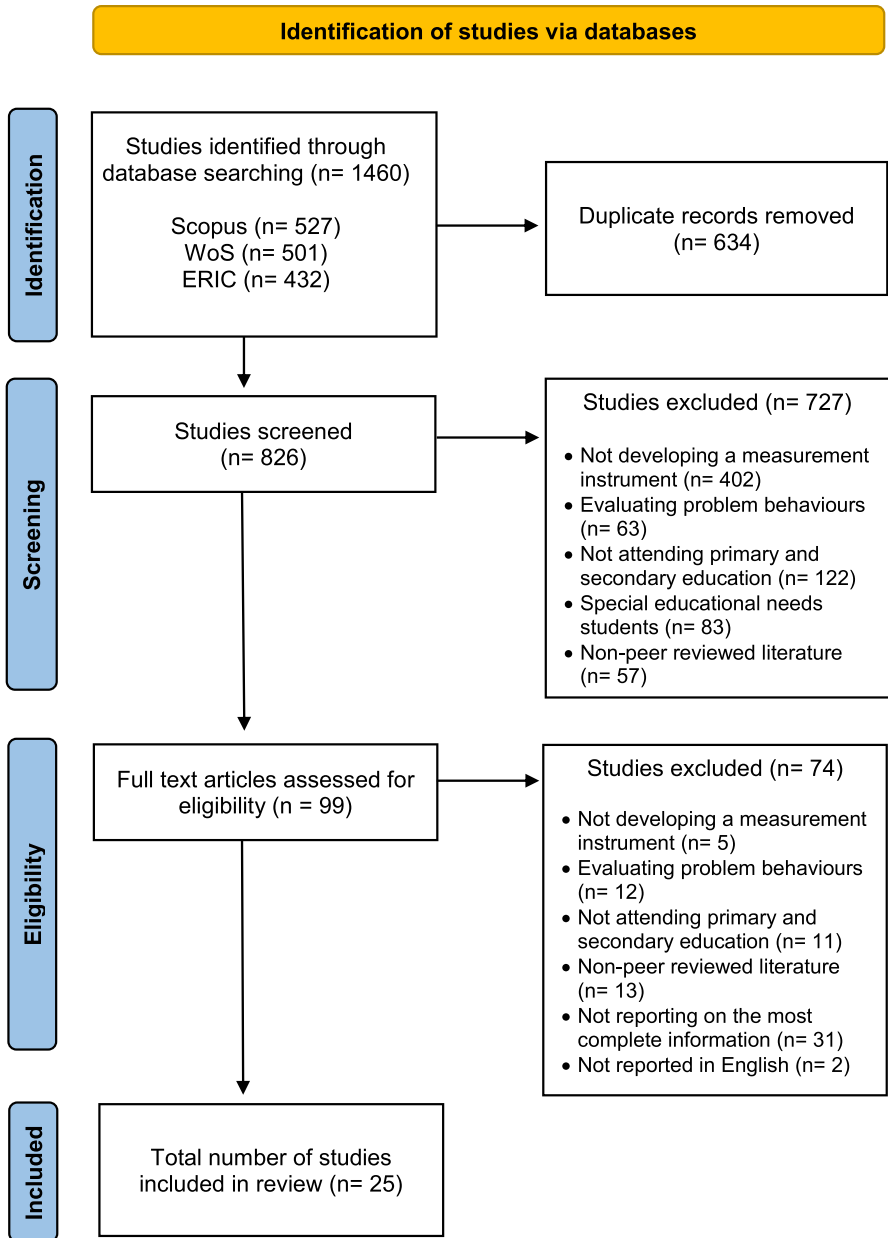 Identification of studies via databases
Identification
Studies identified through
database searching (n= 1460)
Scopus (n= 527)
WoS (n= 501)
ERIC (n= 432)
Duplicate records removed
(n= 634)
Screening
Studies screened
(n= 826)
Studies excluded (n= 727)
• Not developing a measurement
instrument (n= 402)
• Evaluating problem behaviours
(n= 63)
• Not attending primary and
secondary education (n= 122)
• Special educational needs
students (n= 83)
• Non-peer reviewed literature
(n= 57)
Eligibility
Full text articles assessed for
eligibility (n = 99)
Studies excluded (n= 74)
• Not developing a measurement
instrument (n= 5)
• Evaluating problem behaviours
(n= 12)
• Not attending primary and
secondary education (n= 11)
• Non-peer reviewed literature
(n= 13)
• Not reporting on the most
complete information (n= 31)
• Not reported in English (n= 2)
Included
Total number of studies
included in review (n= 25)